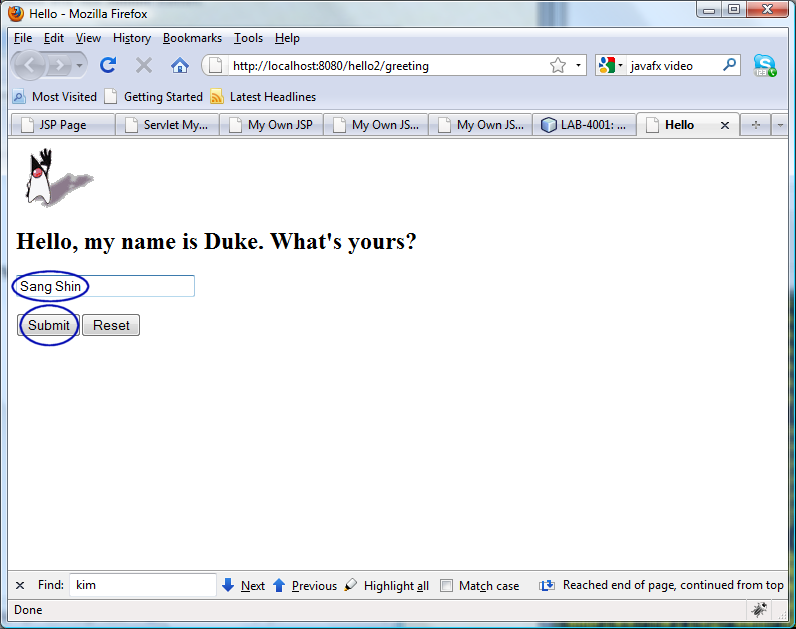 Hello - Mozilla Firefox
File Edit View History Bookmarks Tools Help
http://localhost:8080/hello2/greeting javafx video
Most Visited Getting Started Latest Headlines
JSP Page Servlet My... My Own JSP My Own JS... My Own JS... LAB-4001: ... Hello
Hello, my name is Duke. What's yours?
Sang Shin
Submit Reset
Find: kim Next Previous Highlight all Match case Reached end of page, continued from top
Done